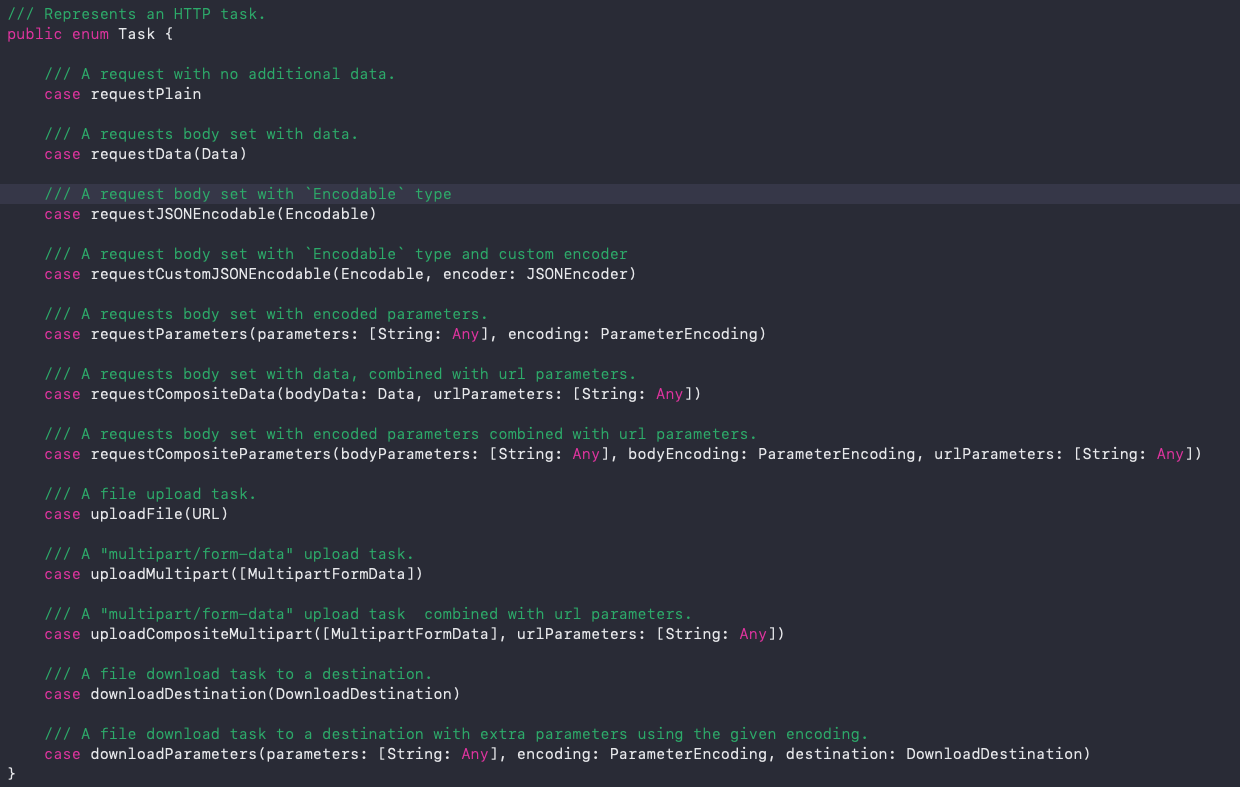 /// Represents an HTTP task.
public enum Task {
/// A request with no additional data.
case requestPlain
/// A requests body set with data.
case requestData(Data)
/// A request body set with `Encodable` type
case requestJSONEncodable(Encodable)
/// A request body set with `Encodable` type and custom encoder
case requestCustomJSONEncodable(Encodable, encoder: JSONEncoder)
/// A requests body set with encoded parameters.
case requestParameters(parameters: [String: Any], encoding: ParameterEncoding)
/// A requests body set with data, combined with url parameters.
case requestCompositeData(bodyData: Data, urlParameters: [String: Any])
/// A requests body set with encoded parameters combined with url parameters.
case requestCompositeParameters(bodyParameters: [String: Any], bodyEncoding: ParameterEncoding, urlParameters: [String: Any])
/// A file upload task.
case uploadFile(URL)
/// A "multipart/form-data" upload task.
case uploadMultipart([MultipartFormData])
/// A "multipart/form-data" upload task  combined with url parameters.
case uploadCompositeMultipart([MultipartFormData], urlParameters: [String: Any])
/// A file download task to a destination.
case downloadDestination(DownloadDestination)
/// A file download task to a destination with extra parameters using the given encoding.
case downloadParameters(parameters: [String: Any], encoding: ParameterEncoding, destination: DownloadDestination)
}